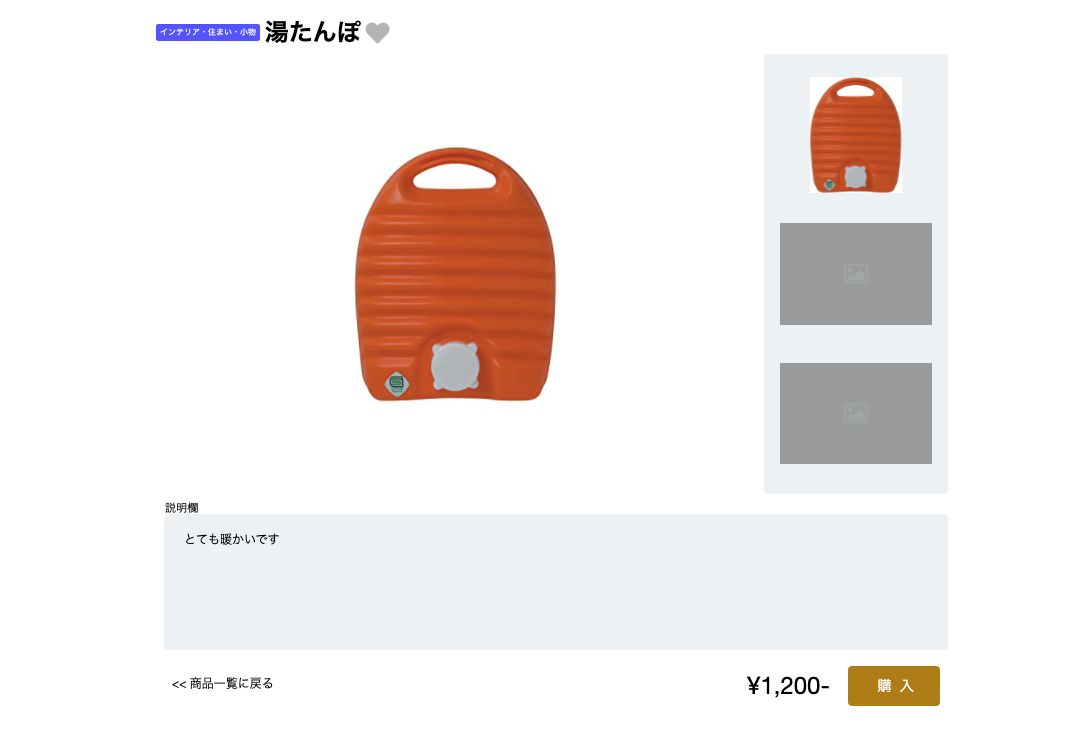 インテリア・住まい・小物
湯たんぽ
説明欄
とても暖かいです
<< 商品一覧に戻る
¥1,200-
購 入